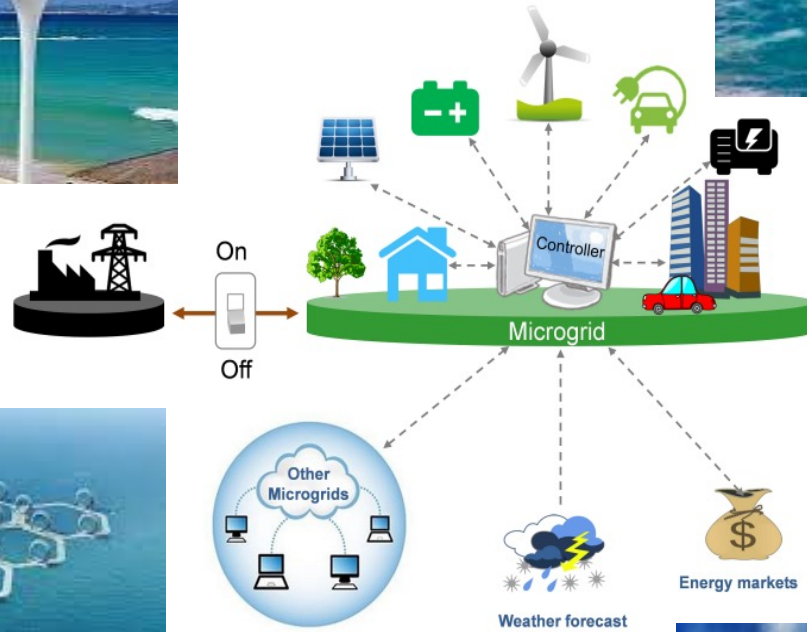 Controller
On
Off
Microgrid
Other
Microgrids
$
Energy markets
Weather forecast